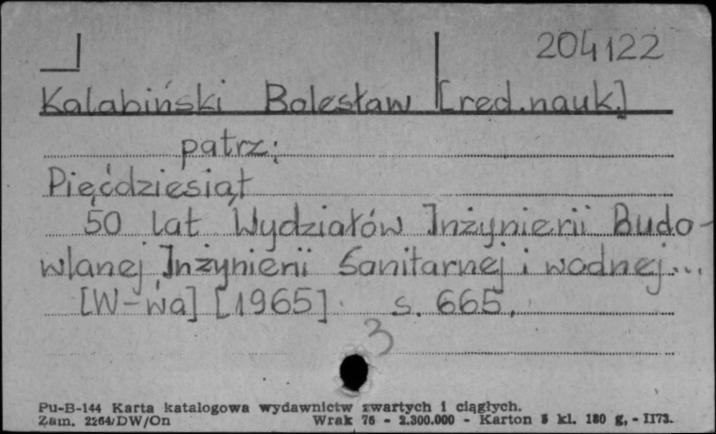 204122
Kalabiński Bolesław [red.nauk.]
patrz:
Pięćdziesiąt
50 lat Wydziałów Inżynierii Budo-
wlanej Inżynierii Sanitarnej i wodnej...
[W-wa] [1965] s. 665.
3
Pu-B-144 Karta katalogowa wydawnictw zwartych i ciągłych.
Zam. 2264/DW/On Wrak 76 - 2.300.000 - Karton 5 kl. 180 g, - II73.